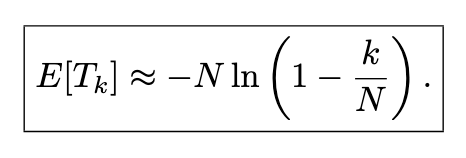 E[T_k] ≈ −N ln(1 − k/N).